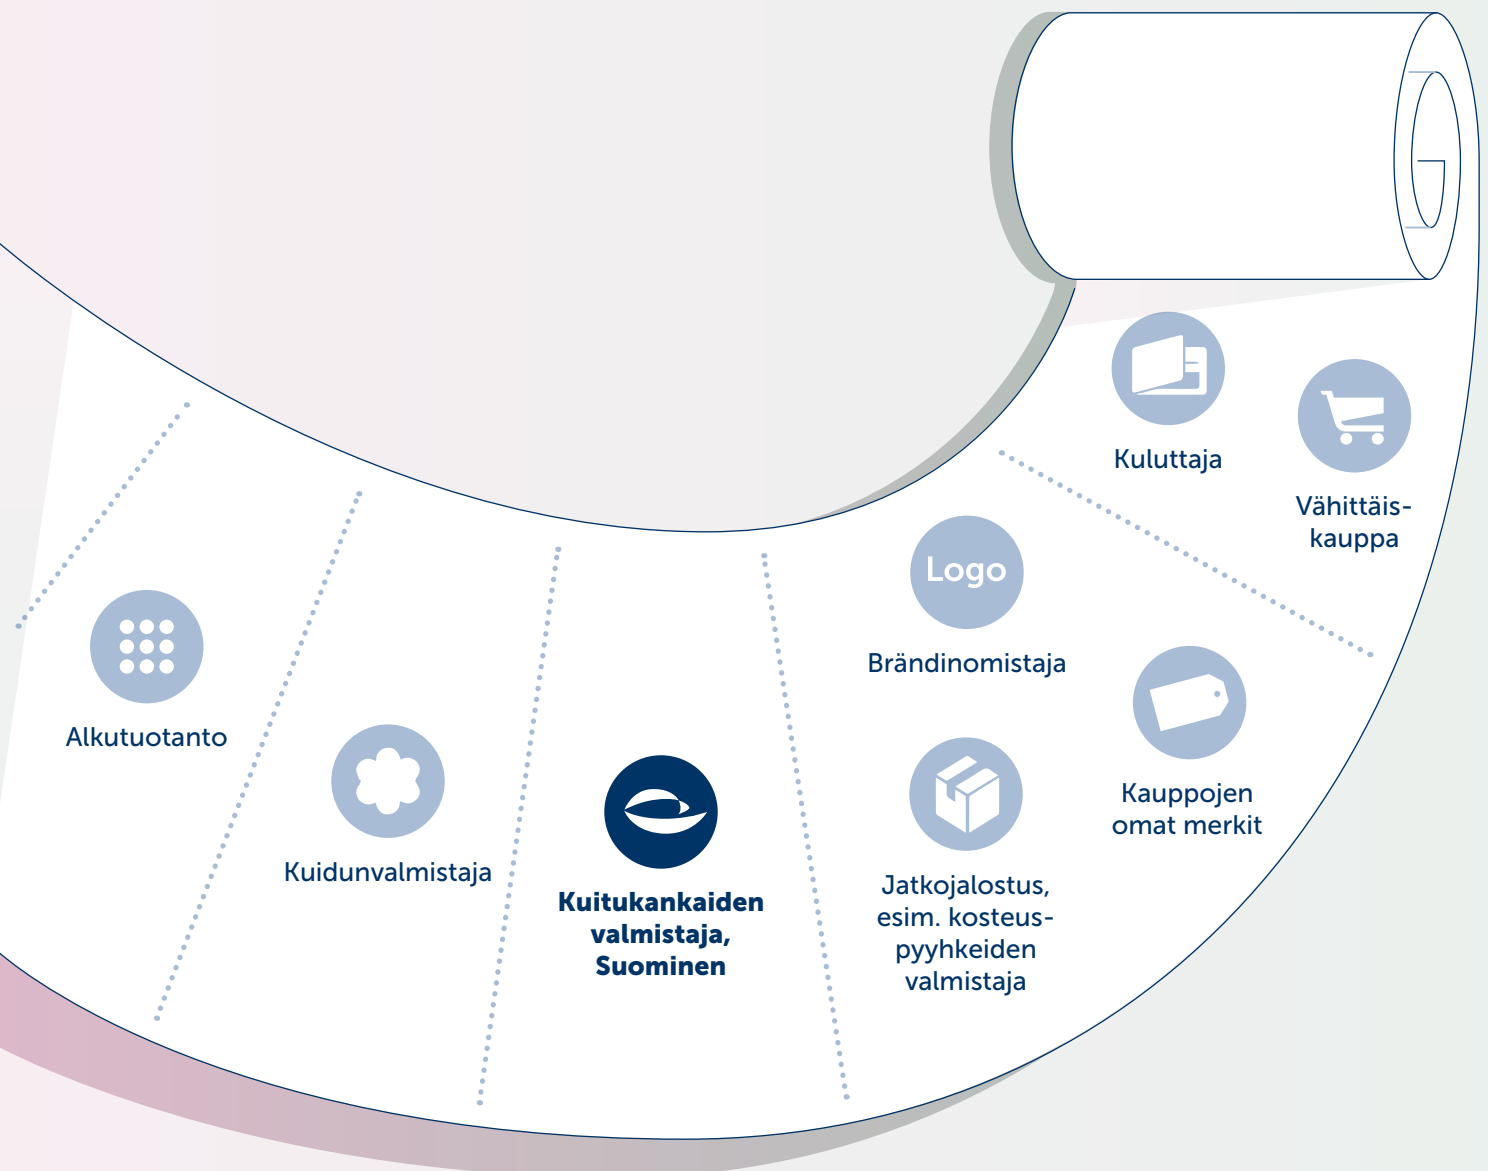 Alkutuotanto
Kuidunvalmistaja
Kuitukankaiden
valmistaja,
Suominen
Logo
Brändinomistaja
Jatkojalostus,
esim. kosteus-
pyyhkeiden
valmistaja
Kauppojen
omat merkit
Kuluttaja
Vähittäis-
kauppa